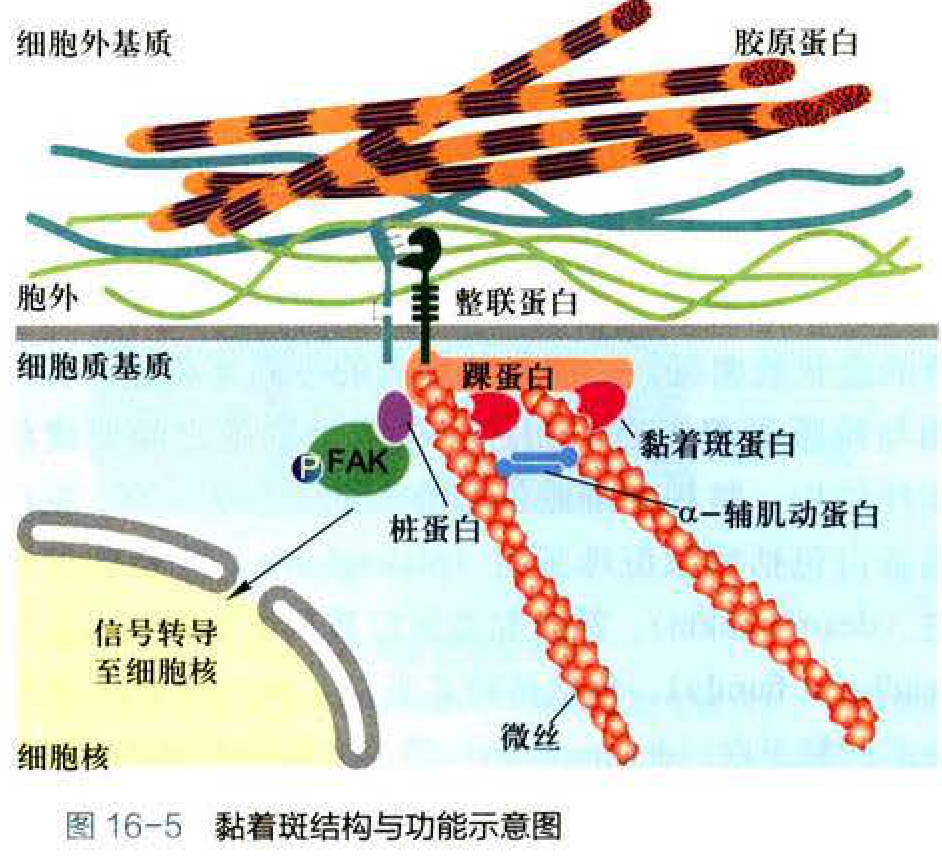 细胞外基质
胶原蛋白
胞外
整联蛋白
细胞质基质
踝蛋白
黏着斑蛋白
P
FAK
桩蛋白
α-辅肌动蛋白
信号转导
至细胞核
微丝
细胞核
图 16-5 黏着斑结构与功能示意图